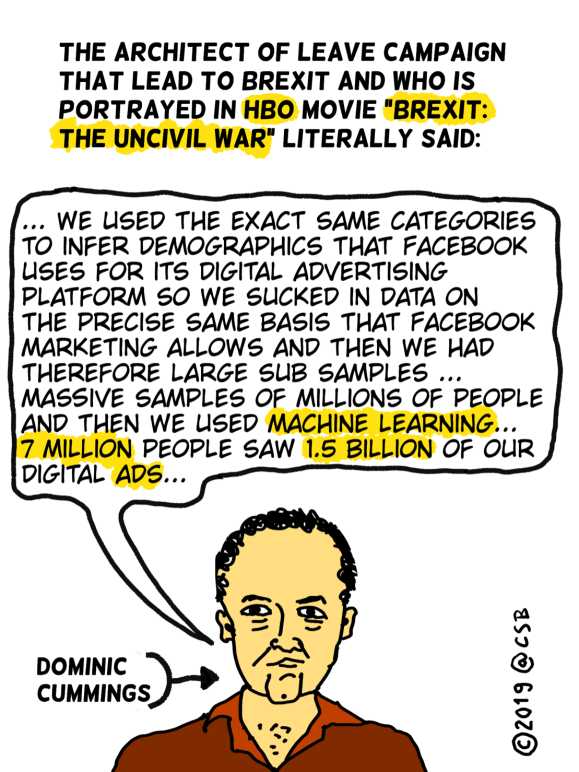 THE ARCHITECT OF LEAVE CAMPAIGN
THAT LEAD TO BREXIT AND WHO IS
PORTRAYED IN HBO MOVIE "BREXIT:
THE UNCIVIL WAR" LITERALLY SAID:
... WE USED THE EXACT SAME CATEGORIES
TO INFER DEMOGRAPHICS THAT FACEBOOK
USES FOR ITS DIGITAL ADVERTISING
PLATFORM SO WE SUCKED IN DATA ON
THE PRECISE SAME BASIS THAT FACEBOOK
MARKETING ALLOWS AND THEN WE HAD
THEREFORE LARGE SUB SAMPLES ...
MASSIVE SAMPLES OF MILLIONS OF PEOPLE
AND THEN WE USED MACHINE LEARNING...
7 MILLION PEOPLE SAW 1.5 BILLION OF OUR
DIGITAL ADS...
DOMINIC
CUMMINGS
©2019 @CSB